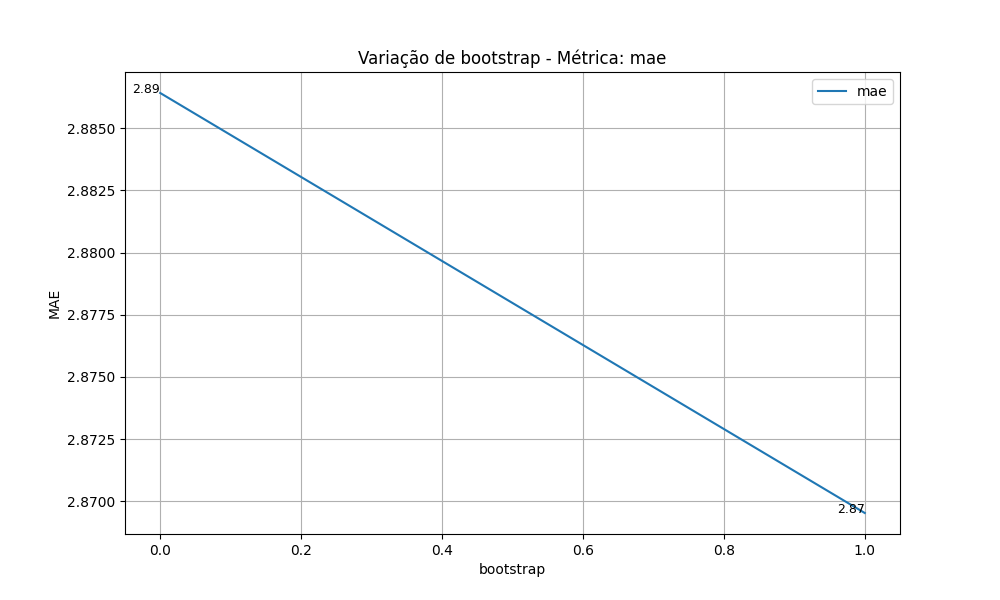 Variação de bootstrap - Métrica: mae
mae
2.89
2.8850
2.8825
2.8800
2.8775
2.8750
2.8725
2.8700
MAE
2.87
0.0 0.2 0.4 0.6 0.8 1.0
bootstrap